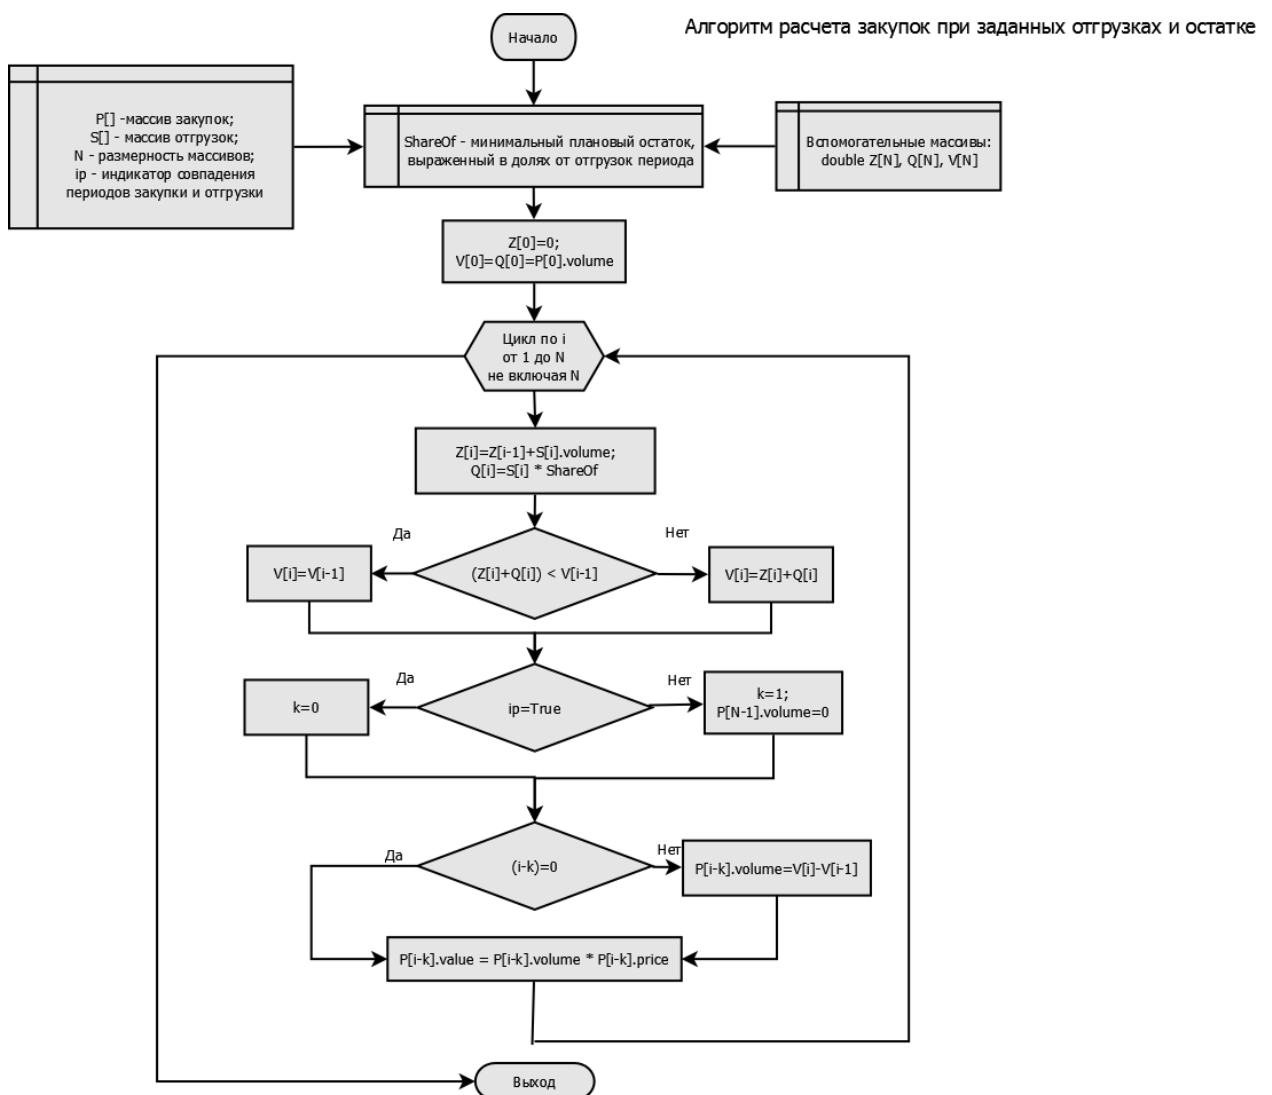 Алгоритм расчета закупок при заданных отгрузках и остатке
Начало
P[] -массив закупок;
S[] - массив отгрузок;
N - размерность массивов;
ip - индикатор совпадения
периодов закупки и отгрузки
ShareOf - минимальный плановый остаток,
выраженный в долях от отгрузок периода
Вспомогательные массивы:
double Z[N], Q[N], V[N]
Z[0]=0;
V[0]=Q[0]=P[0].volume
Цикл по i
от 1 до N
не включая N
Z[i]=Z[i-1]+S[i].volume;
Q[i]=S[i] * ShareOf
Да
Нет
V[i]=V[i-1]
(Z[i]+Q[i]) < V[i-1]
V[i]=Z[i]+Q[i]
Да
Нет
k=0
ip=True
k=1;
P[N-1].volume=0
Да
Нет
(i-k)=0
P[i-k].volume=V[i]-V[i-1]
P[i-k].value = P[i-k].volume * P[i-k].price
Выход